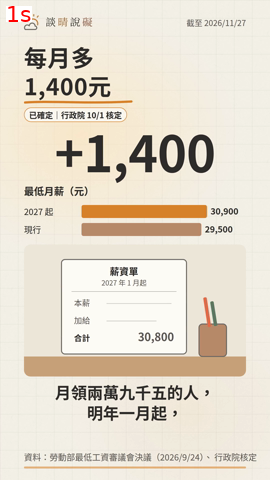 1s
談晴說礙
截至 2026/11/27
每月多
1,400元
已確定｜行政院 10/1 核定
+1,400
最低月薪（元）
2027 起 30,900
現行 29,500
薪資單
2027 年 1 月起
本薪
加給
合計 30,800
月領兩萬九千五的人，
明年一月起，
資料：勞動部最低工資審議會決議（2026/9/24）、行政院核定